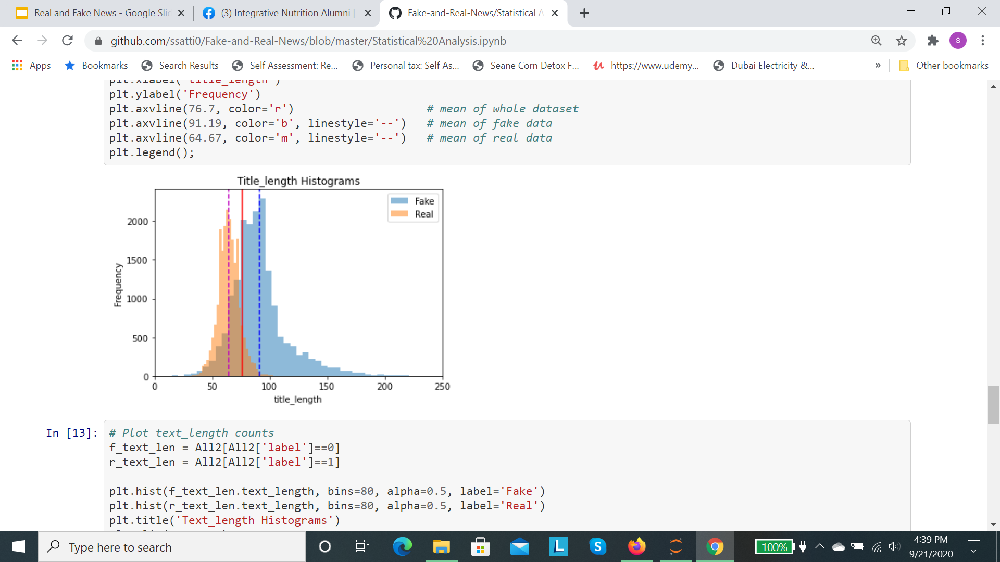 Real and Fake News - Google Slic
(3) Integrative Nutrition Alumni |
Fake-and-Real-News/Statistical A
github.com/ssatti0/Fake-and-Real-News/blob/master/Statistical%20Analysis.ipynb
S
Apps
Bookmarks
Search Results
Self Assessment: Re...
Personal tax: Self As...
Seane Corn Detox F...
https://www.udemy...
Dubai Electricity &...
»
Other bookmarks
plt.xlabel('title_length')
plt.ylabel('Frequency')
plt.axvline(76.7, color='r') # mean of whole dataset
plt.axvline(91.19, color='b', linestyle='--') # mean of fake data
plt.axvline(64.67, color='m', linestyle='--') # mean of real data
plt.legend();
Title_length Histograms
Fake
Real
2000
1500
1000
500
0
Frequency
0 50 100 150 200 250
title_length
In [13]:
# Plot text_length counts
f_text_len = All2[All2['label']==0]
r_text_len = All2[All2['label']==1]
plt.hist(f_text_len.text_length, bins=80, alpha=0.5, label='Fake')
plt.hist(r_text_len.text_length, bins=80, alpha=0.5, label='Real')
plt.title('Text_length Histograms')
Type here to search
L
S
100%
4:39 PM
9/21/2020